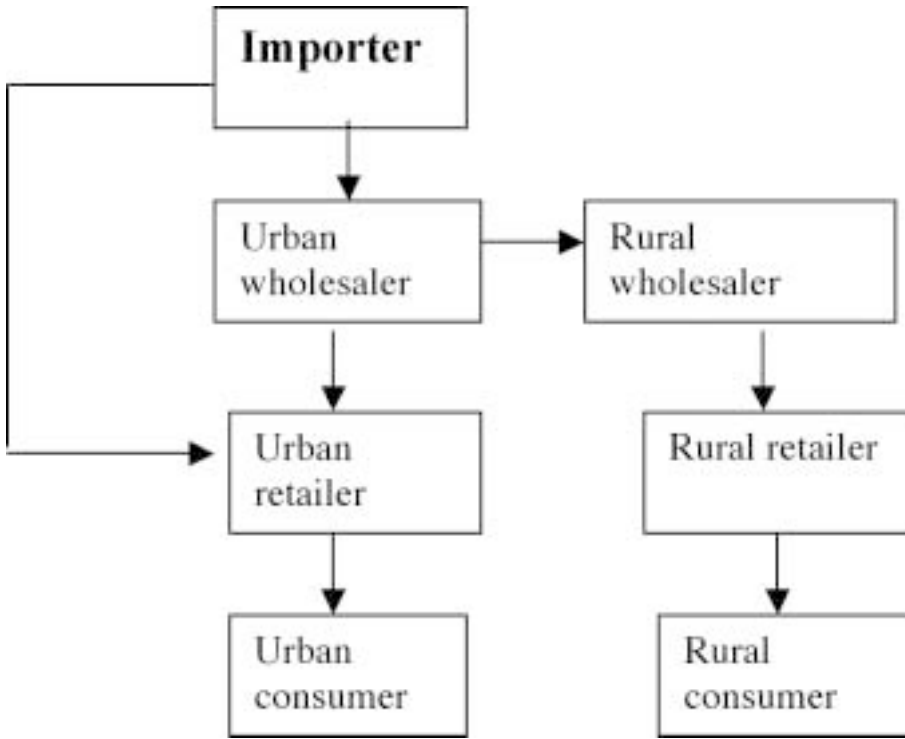 Importer
Urban
wholesaler
Rural
wholesaler
Urban
retailer
Rural retailer
Urban
consumer
Rural
consumer